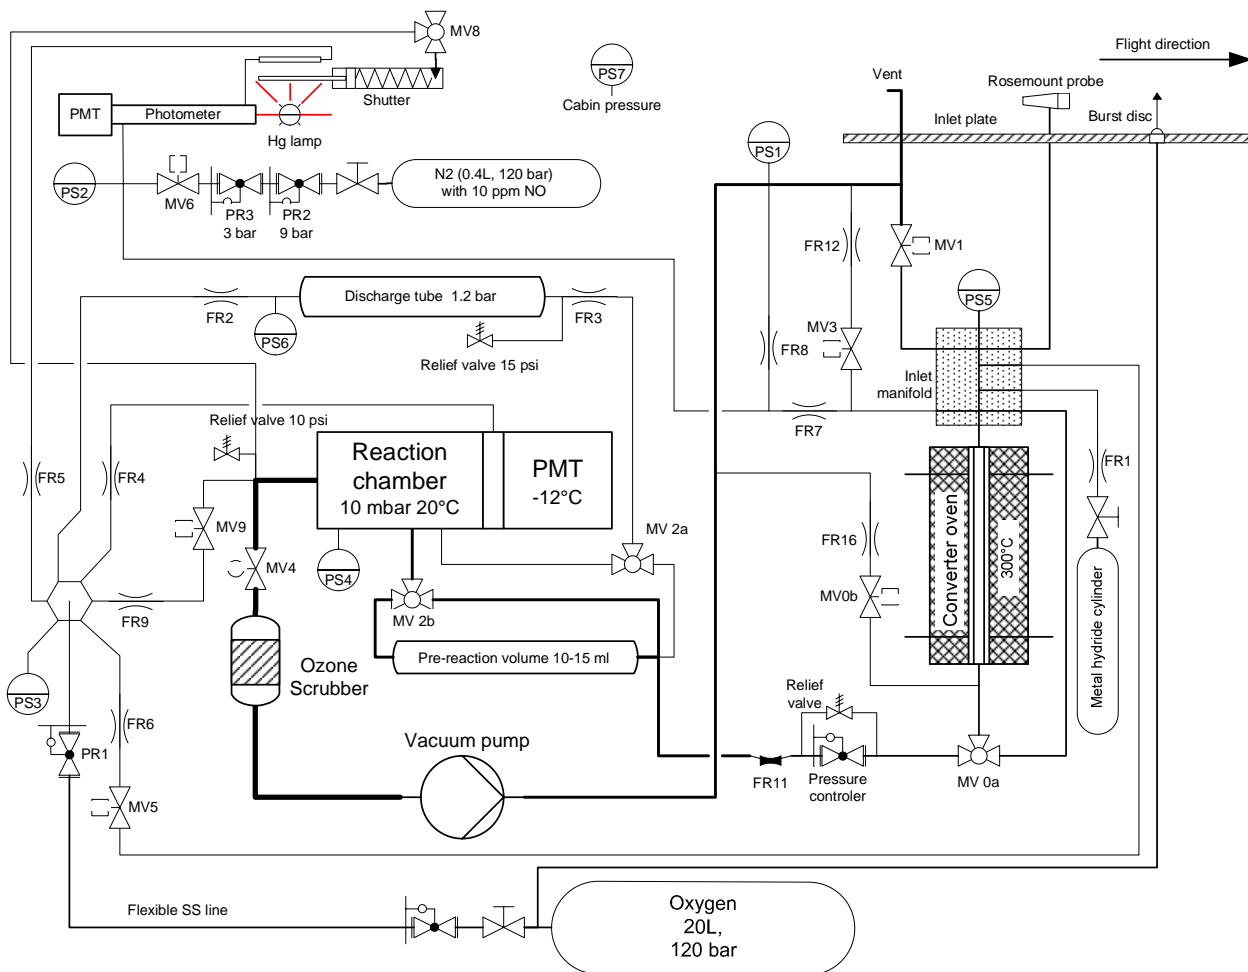 MV8
Flight direction
PS7
Vent
Rosemount probe
Shutter
Cabin pressure
PMT
Photometer
Burst disc
Inlet plate
Hg lamp
PS1
N2 (0.4L, 120 bar)
with 10 ppm NO
PS2
MV6
PR3
3 bar
PR2
9 bar
FR12
MV1
Discharge tube 1.2 bar
PS5
FR2
FR3
PS6
MV3
FR8
Relief valve 15 psi
Inlet
manifold
Relief valve 10 psi
FR7
Reaction
chamber
10 mbar 20°C
PMT
-12°C
FR5
FR4
FR1
MV9
MV 2a
FR16
Converter oven
300°C
MV4
PS4
MV0b
FR9
MV 2b
Metal hydride cylinder
Ozone
Scrubber
Pre-reaction volume 10-15 ml
PS3
Relief
valve
FR6
PR1
Vacuum pump
FR11
Pressure
controler
MV 0a
MV5
Flexible SS line
Oxygen
20L,
120 bar